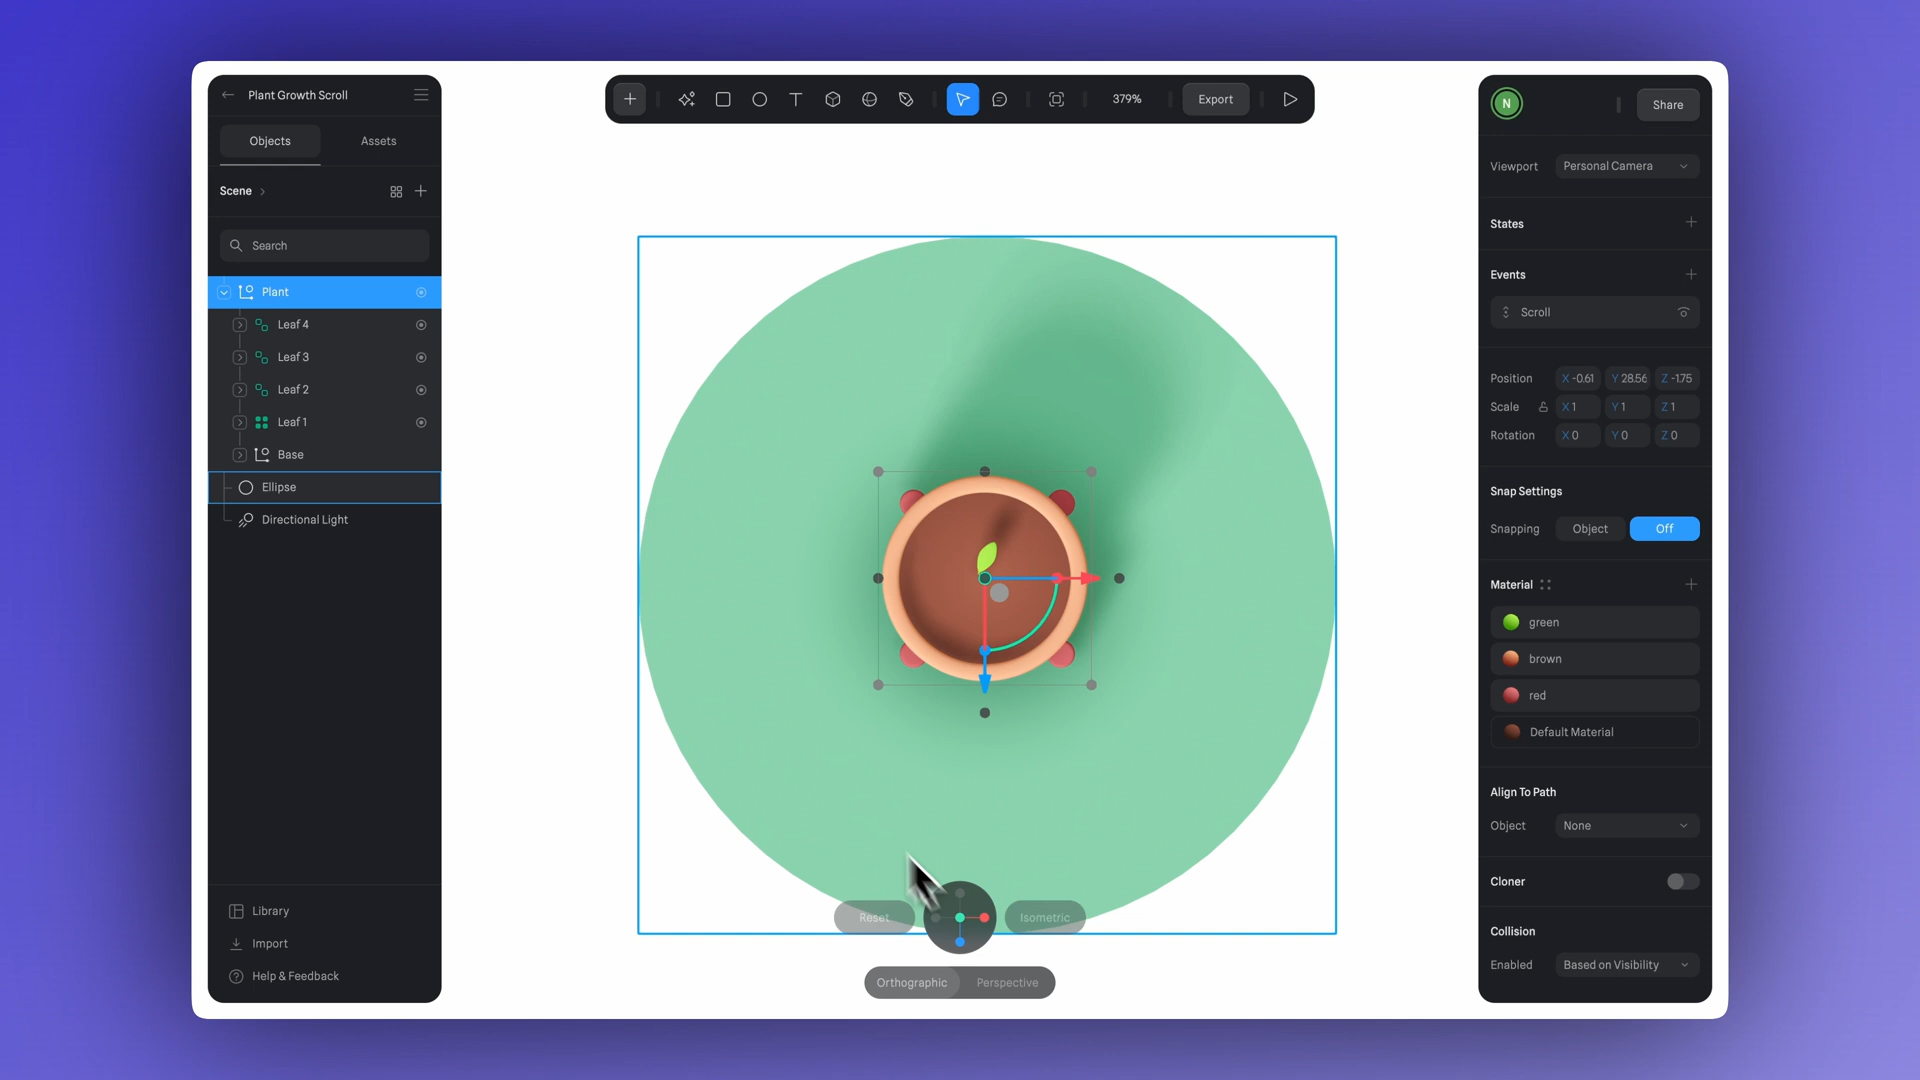 Plant Growth Scroll
Objects
Assets
Scene
Search
Plant
Leaf 4
Leaf 3
Leaf 2
Leaf 1
Base
Ellipse
Directional Light
Library
Import
Help & Feedback
T
379%
Export
Reset
Isometric
Orthographic
Perspective
N
Share
Viewport
Personal Camera
States
Events
Scroll
Position X -0.61 Y 28.56 Z -1.75
Scale X 1 Y 1 Z 1
Rotation X 0 Y 0 Z 0
Snap Settings
Snapping Object Off
Material
green
brown
red
Default Material
Align To Path
Object None
Cloner
Collision
Enabled Based on Visibility